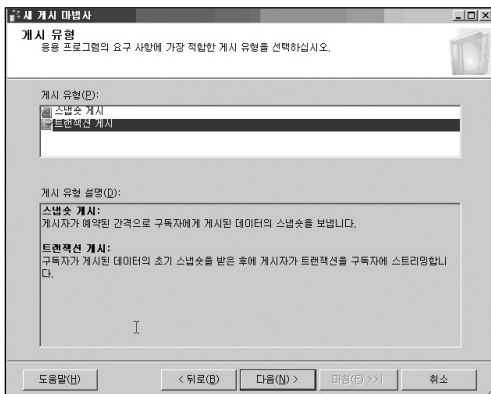 새 게시 마법사
게시 유형
응용 프로그램의 요구 사항에 가장 적합한 게시 유형을 선택하십시오.
게시 유형(P):
스냅숏 게시
트랜잭션 게시
게시 유형 설명(D):
스냅숏 게시:
게시자가 예약된 간격으로 구독자에게 게시된 데이터의 스냅숏을 보냅니다.
트랜잭션 게시:
구독자가 게시된 데이터의 초기 스냅숏을 받은 후에 게시자가 트랜잭션을 구독자에 스트리밍합니
다.
도움말(H)
< 뒤로(B)
다음(N) >
마침(F) >>|
취소